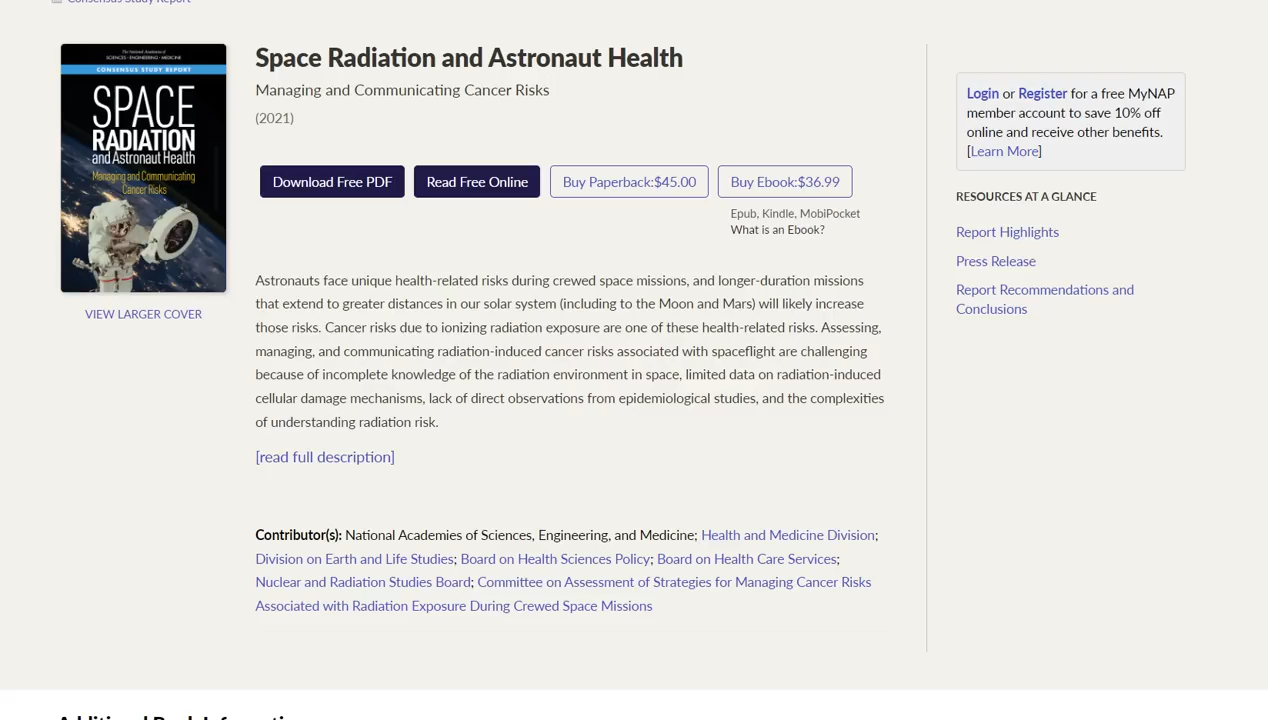 Consensus Study Report
The National Academies of
SCIENCES · ENGINEERING · MEDICINE
CONSENSUS STUDY REPORT
SPACE
RADIATION
and Astronaut Health
Managing and Communicating
Cancer Risks
VIEW LARGER COVER
Space Radiation and Astronaut Health
Managing and Communicating Cancer Risks
(2021)
Download Free PDF
Read Free Online
Buy Paperback:$45.00
Buy Ebook:$36.99
Epub, Kindle, MobiPocket
What is an Ebook?
Astronauts face unique health-related risks during crewed space missions, and longer-duration missions
that extend to greater distances in our solar system (including to the Moon and Mars) will likely increase
those risks. Cancer risks due to ionizing radiation exposure are one of these health-related risks. Assessing,
managing, and communicating radiation-induced cancer risks associated with spaceflight are challenging
because of incomplete knowledge of the radiation environment in space, limited data on radiation-induced
cellular damage mechanisms, lack of direct observations from epidemiological studies, and the complexities
of understanding radiation risk.
[read full description]
Contributor(s): National Academies of Sciences, Engineering, and Medicine; Health and Medicine Division;
Division on Earth and Life Studies; Board on Health Sciences Policy; Board on Health Care Services;
Nuclear and Radiation Studies Board; Committee on Assessment of Strategies for Managing Cancer Risks
Associated with Radiation Exposure During Crewed Space Missions
Login or Register for a free MyNAP
member account to save 10% off
online and receive other benefits.
[Learn More]
RESOURCES AT A GLANCE
Report Highlights
Press Release
Report Recommendations and
Conclusions